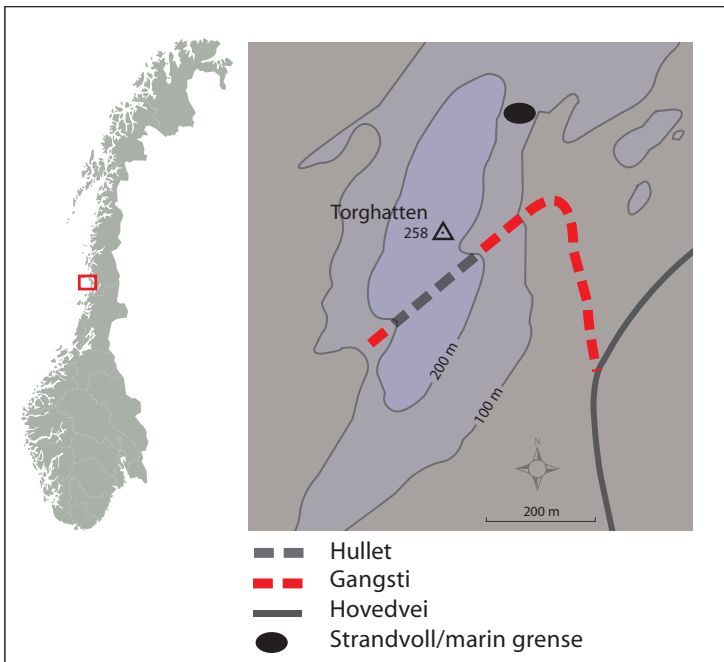 Torghatten
258
200 m
100 m
N
200 m
Hullet
Gangsti
Hovedvei
Strandvoll/marin grense